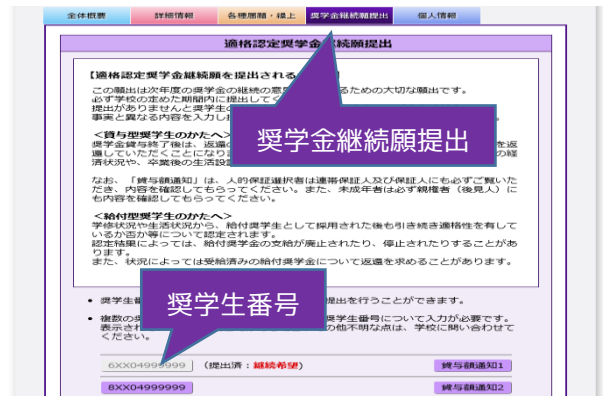 全体概要 詳細情報 各種届願・繰上 奨学金継続願提出 個人情報
適格認定奨学金継続願提出
【適格認定奨学金継続願を提出される
この願出は次年度の奨学金の継続の意 るための大切な願出です。
必ず学校の定めた期間内に提出して
提出がありませんと奨学生の
事実と異なる内容を入力し
奨学金継続願提出
<貸与型奨学生のかたへ>
奨学金貸与終了後は、返還の を返
還していただくことになり の経
済状況や、卒業後の生活設
なお、「貸与額通知」は、人的保証選択者は連帯保証人及び保証人にも必ずご覧いた
だき、内容を確認してもらってください。また、未成年者は必ず親権者（後見人）に
も内容を確認してもらってください。
<給付型奨学生のかたへ>
学修状況や生活状況から、給付奨学生として採用された後も引き続き適格性を有して
いるか否か等について認定されます。
認定結果によっては、給付奨学金の支給が廃止されたり、停止されたりすることがあ
ります。
また、状況によっては受給済みの給付奨学金について返還を求めることがあります。
奨学生番号
• 奨学生番 提出を行うことができます。
• 複数の奨 奨学生番号について入力が必要です。
表示さ の他不明な点は、学校に問い合わせて
ください。
6XX04999999 （提出済：継続希望） 貸与額通知1
8XX04999999 貸与額通知2